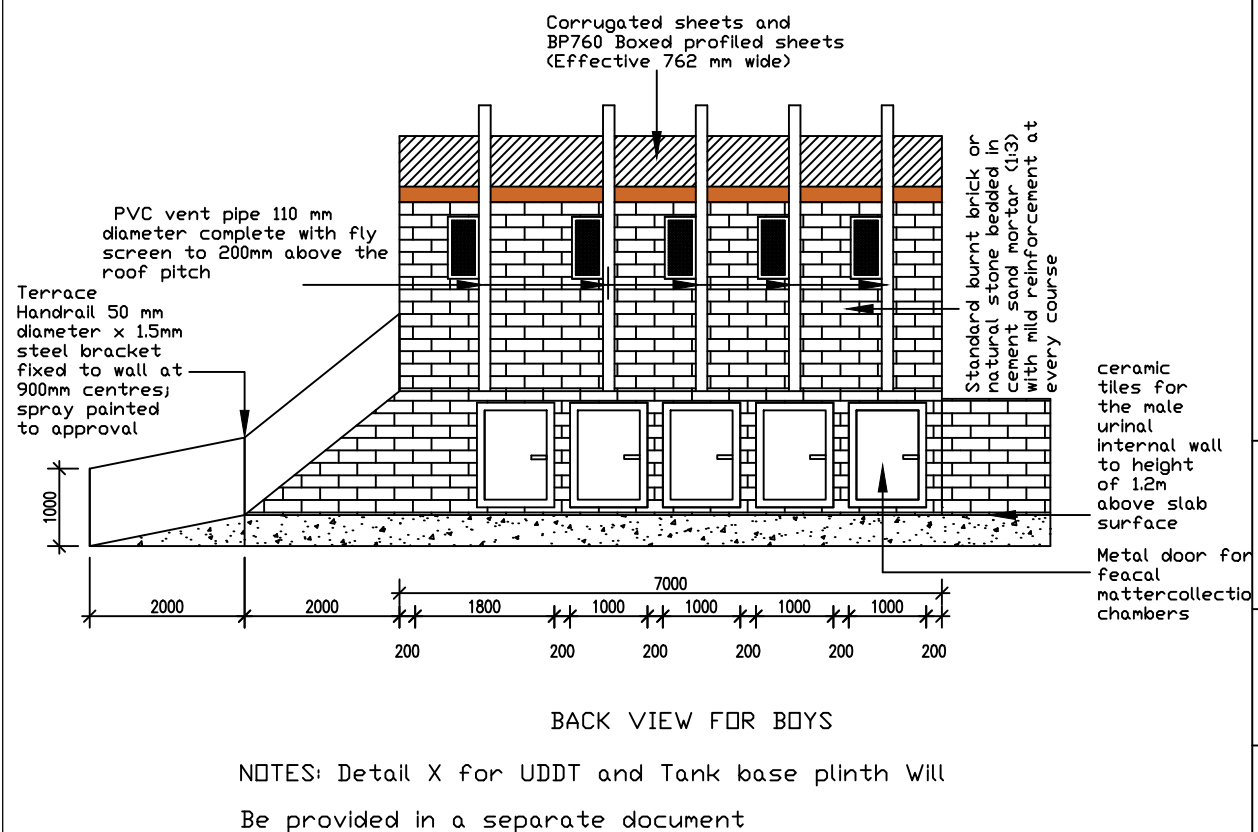 Corrugated sheets and
BP760 Boxed profiled sheets
(Effective 762 mm wide)
PVC vent pipe 110 mm
diameter complete with fly
screen to 200mm above the
roof pitch
Terrace
Handrail 50 mm
diameter x 1.5mm
steel bracket
fixed to wall at
900mm centres;
spray painted
to approval
Standard burnt brick or
natural stone bedded in
cement sand mortar (1:3)
with mild reinforcement at
every course
ceramic
tiles for
the male
urinal
internal wall
to height
of 1.2m
above slab
surface
Metal door for
feacal
mattercollectio
chambers
1000
7000
2000 2000 1800 1000 1000 1000 1000
200 200 200 200 200 200
BACK VIEW FOR BOYS
NOTES: Detail X for UDDT and Tank base plinth Will
Be provided in a separate document